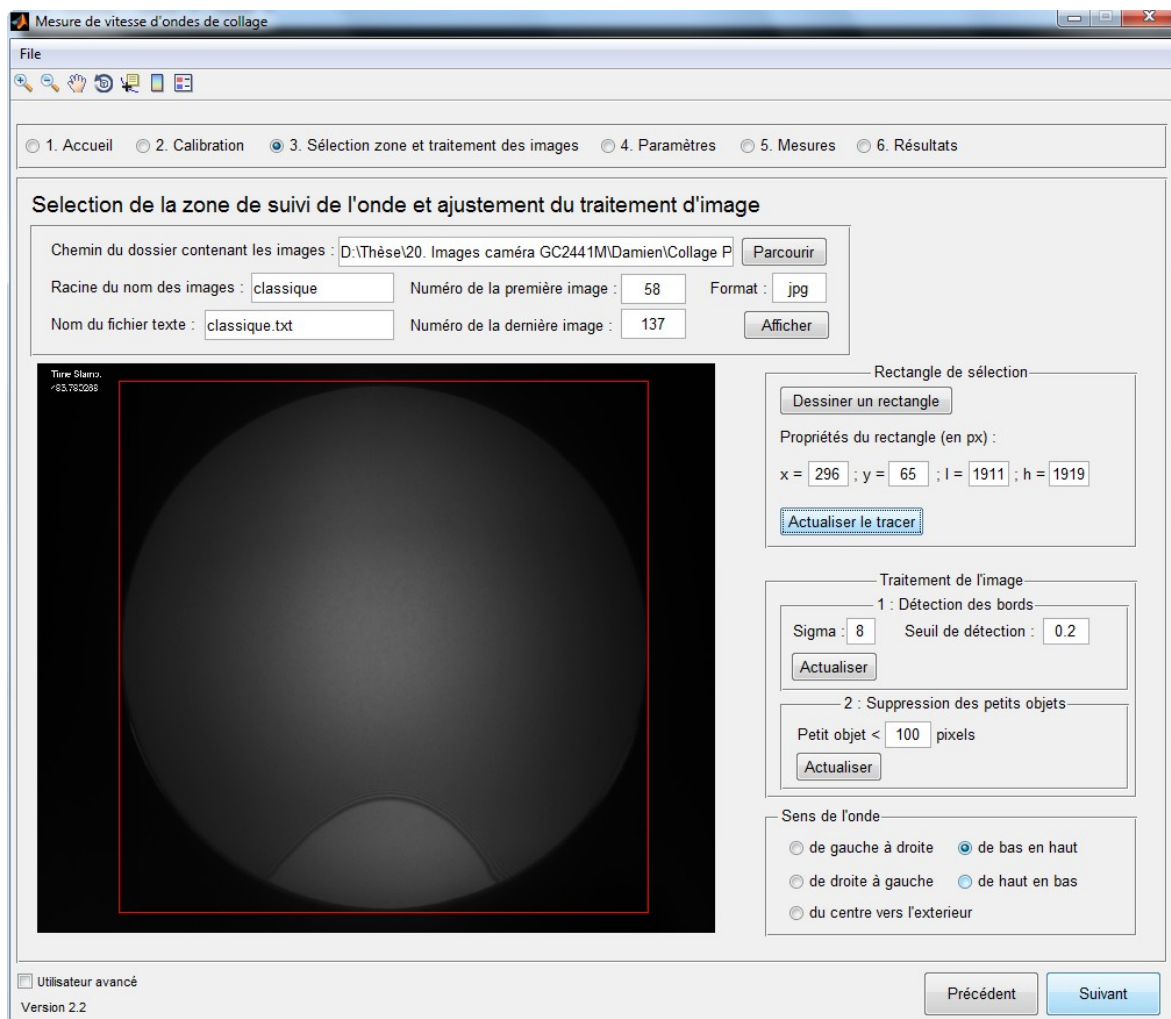 Mesure de vitesse d'ondes de collage
File
1. Accueil 2. Calibration 3. Sélection zone et traitement des images 4. Paramètres 5. Mesures 6. Résultats
Selection de la zone de suivi de l'onde et ajustement du traitement d'image
Chemin du dossier contenant les images : D:\Thèse\20. Images caméra GC2441M\Damien\Collage P Parcourir
Racine du nom des images : classique Numéro de la première image : 58 Format : jpg
Nom du fichier texte : classique.txt Numéro de la dernière image : 137 Afficher
Time Stamp.
Rectangle de sélection
Dessiner un rectangle
Propriétés du rectangle (en px) :
x = 296 ; y = 65 ; l = 1911 ; h = 1919
Actualiser le tracer
Traitement de l'image
1 : Détection des bords
Sigma : 8 Seuil de détection : 0.2
Actualiser
2 : Suppression des petits objets
Petit objet < 100 pixels
Actualiser
Sens de l'onde
de gauche à droite de bas en haut
de droite à gauche de haut en bas
du centre vers l'exterieur
Utilisateur avancé
Version 2.2
Précédent Suivant